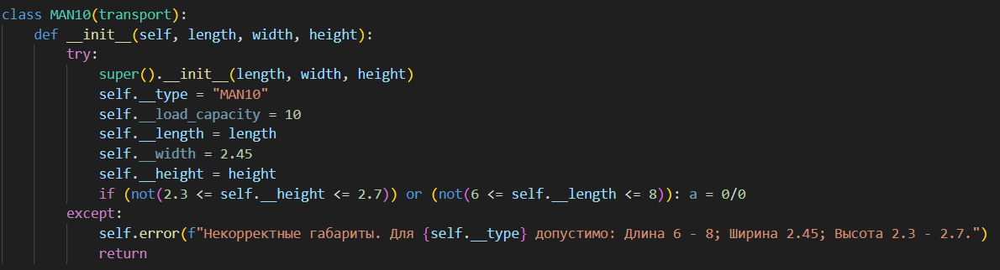 class MAN10(transport):
    def __init__(self, length, width, height):
        try:
            super().__init__(length, width, height)
            self.__type = "MAN10"
            self.__load_capacity = 10
            self.__length = length
            self.__width = 2.45
            self.__height = height
            if (not(2.3 <= self.__height <= 2.7)) or (not(6 <= self.__length <= 8)): a = 0/0
        except:
            self.error(f"Некорректные габариты. Для {self.__type} допустимо: Длина 6 - 8; Ширина 2.45; Высота 2.3 - 2.7.")
            return